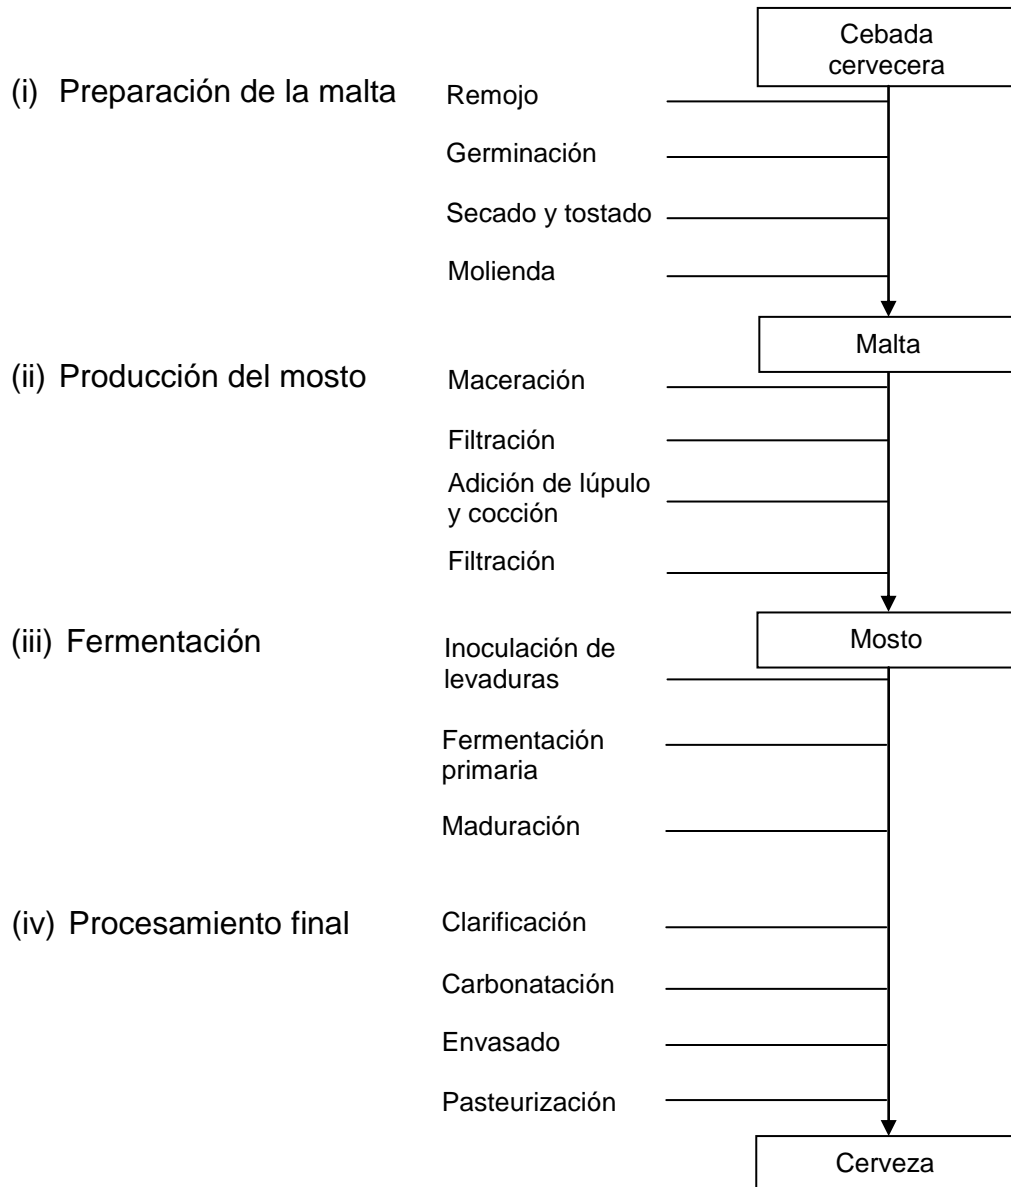 Cebada
cervecera
(i) Preparación de la malta
Remojo
Germinación
Secado y tostado
Molienda
Malta
(ii) Producción del mosto
Maceración
Filtración
Adición de lúpulo
y cocción
Filtración
Mosto
(iii) Fermentación
Inoculación de
levaduras
Fermentación
primaria
Maduración
(iv) Procesamiento final
Clarificación
Carbonatación
Envasado
Pasteurización
Cerveza